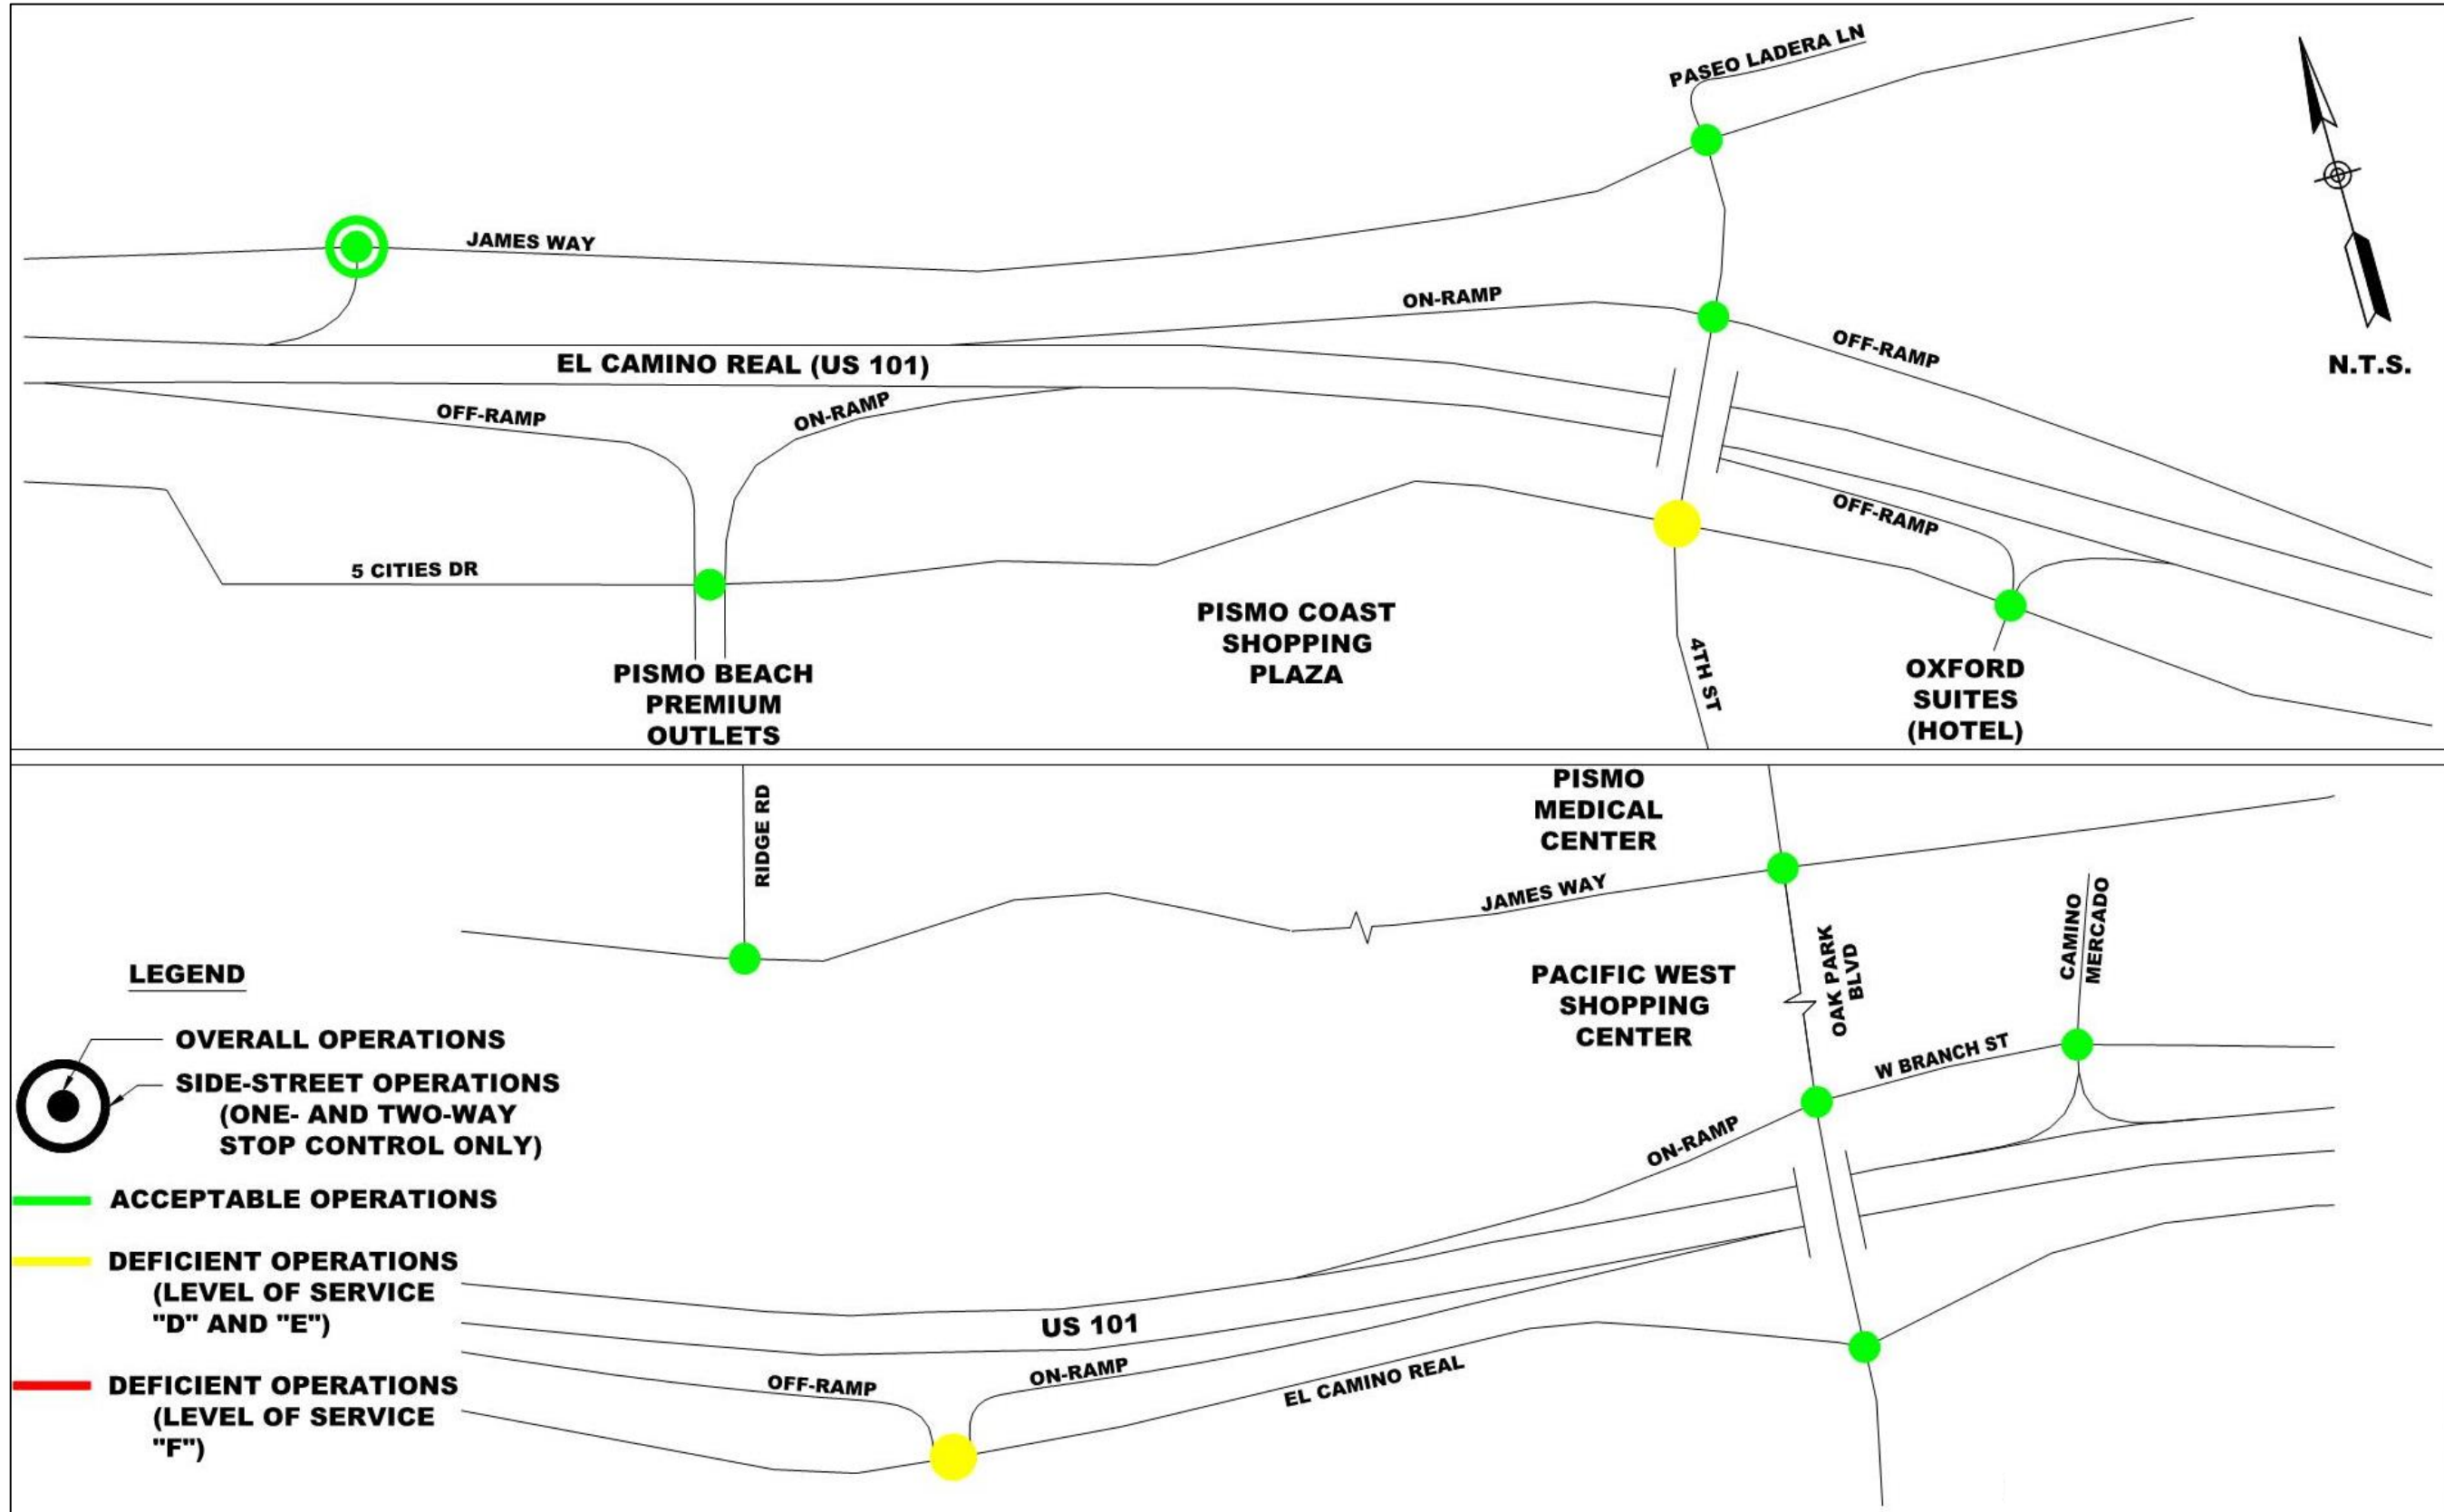 PASEO LADERA LN
JAMES WAY
ON-RAMP
OFF-RAMP
N.T.S.
EL CAMINO REAL (US 101)
OFF-RAMP
ON-RAMP
OFF-RAMP
5 CITIES DR
PISMO BEACH
PREMIUM
OUTLETS
PISMO COAST
SHOPPING
PLAZA
4TH ST
OXFORD
SUITES
(HOTEL)
RIDGE RD
PISMO
MEDICAL
CENTER
JAMES WAY
PACIFIC WEST
SHOPPING
CENTER
OAK PARK
BLVD
CAMINO
MERCADO
W BRANCH ST
ON-RAMP
US 101
OFF-RAMP
ON-RAMP
EL CAMINO REAL
LEGEND
OVERALL OPERATIONS
SIDE-STREET OPERATIONS
(ONE- AND TWO-WAY
STOP CONTROL ONLY)
ACCEPTABLE OPERATIONS
DEFICIENT OPERATIONS
(LEVEL OF SERVICE
"D" AND "E")
DEFICIENT OPERATIONS
(LEVEL OF SERVICE
"F")